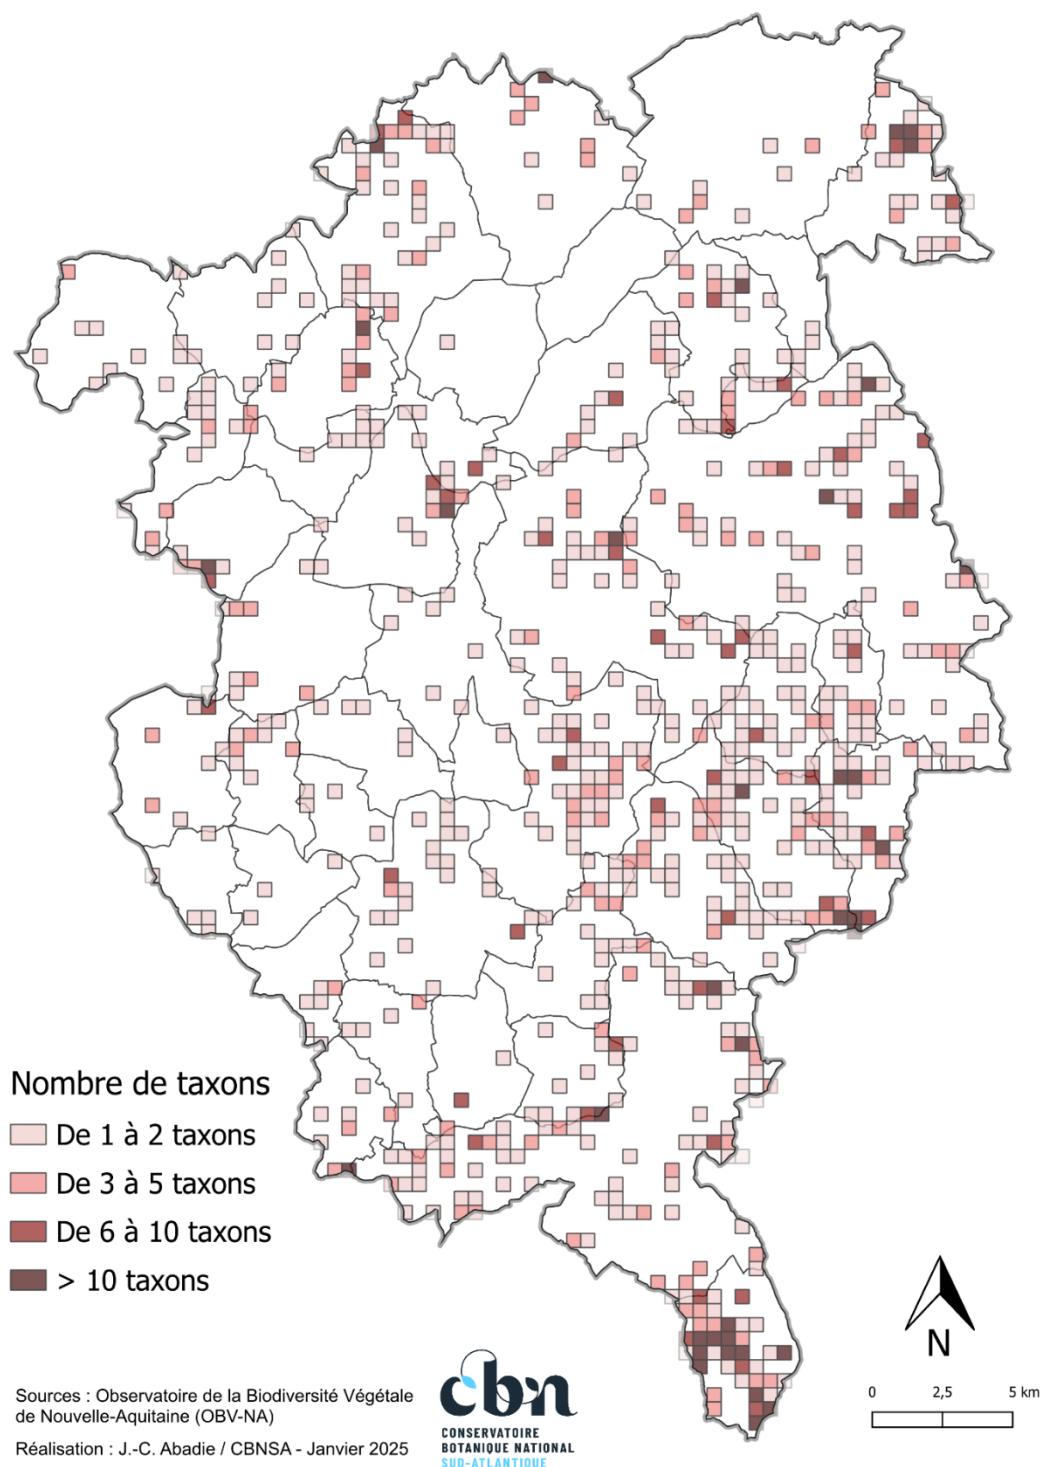 Nombre de taxons
De 1 à 2 taxons
De 3 à 5 taxons
De 6 à 10 taxons
> 10 taxons
Sources : Observatoire de la Biodiversité Végétale
de Nouvelle-Aquitaine (OBV-NA)
Réalisation : J.-C. Abadie / CBNSA - Janvier 2025
cbn
CONSERVATOIRE
BOTANIQUE NATIONAL
SUD-ATLANTIQUE
N
0 2,5 5 km